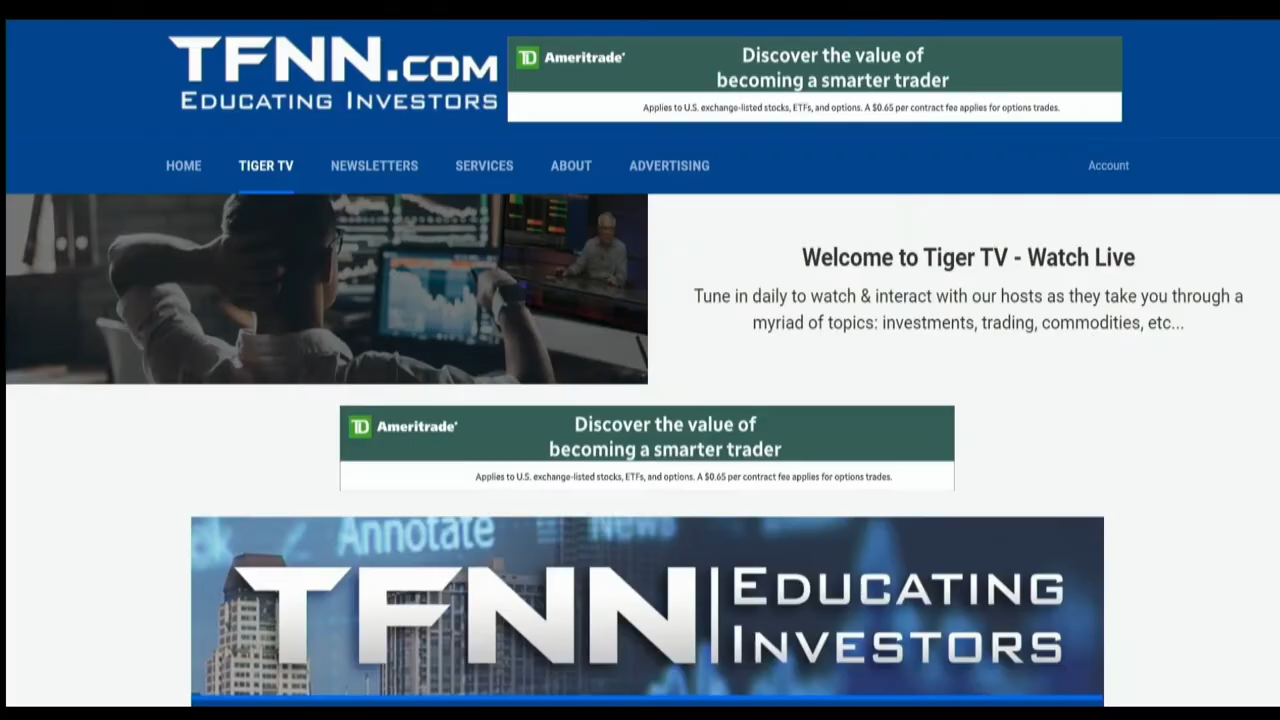 TFNN.COM
EDUCATING INVESTORS
TD Ameritrade
Discover the value of
becoming a smarter trader
Applies to U.S. exchange-listed stocks, ETFs, and options. A $0.65 per contract fee applies for options trades.
HOME TIGER TV NEWSLETTERS SERVICES ABOUT ADVERTISING Account
Welcome to Tiger TV - Watch Live
Tune in daily to watch & interact with our hosts as they take you through a
myriad of topics: investments, trading, commodities, etc...
TD Ameritrade
Discover the value of
becoming a smarter trader
Applies to U.S. exchange-listed stocks, ETFs, and options. A $0.65 per contract fee applies for options trades.
Annotate News
TFNN | EDUCATING
INVESTORS